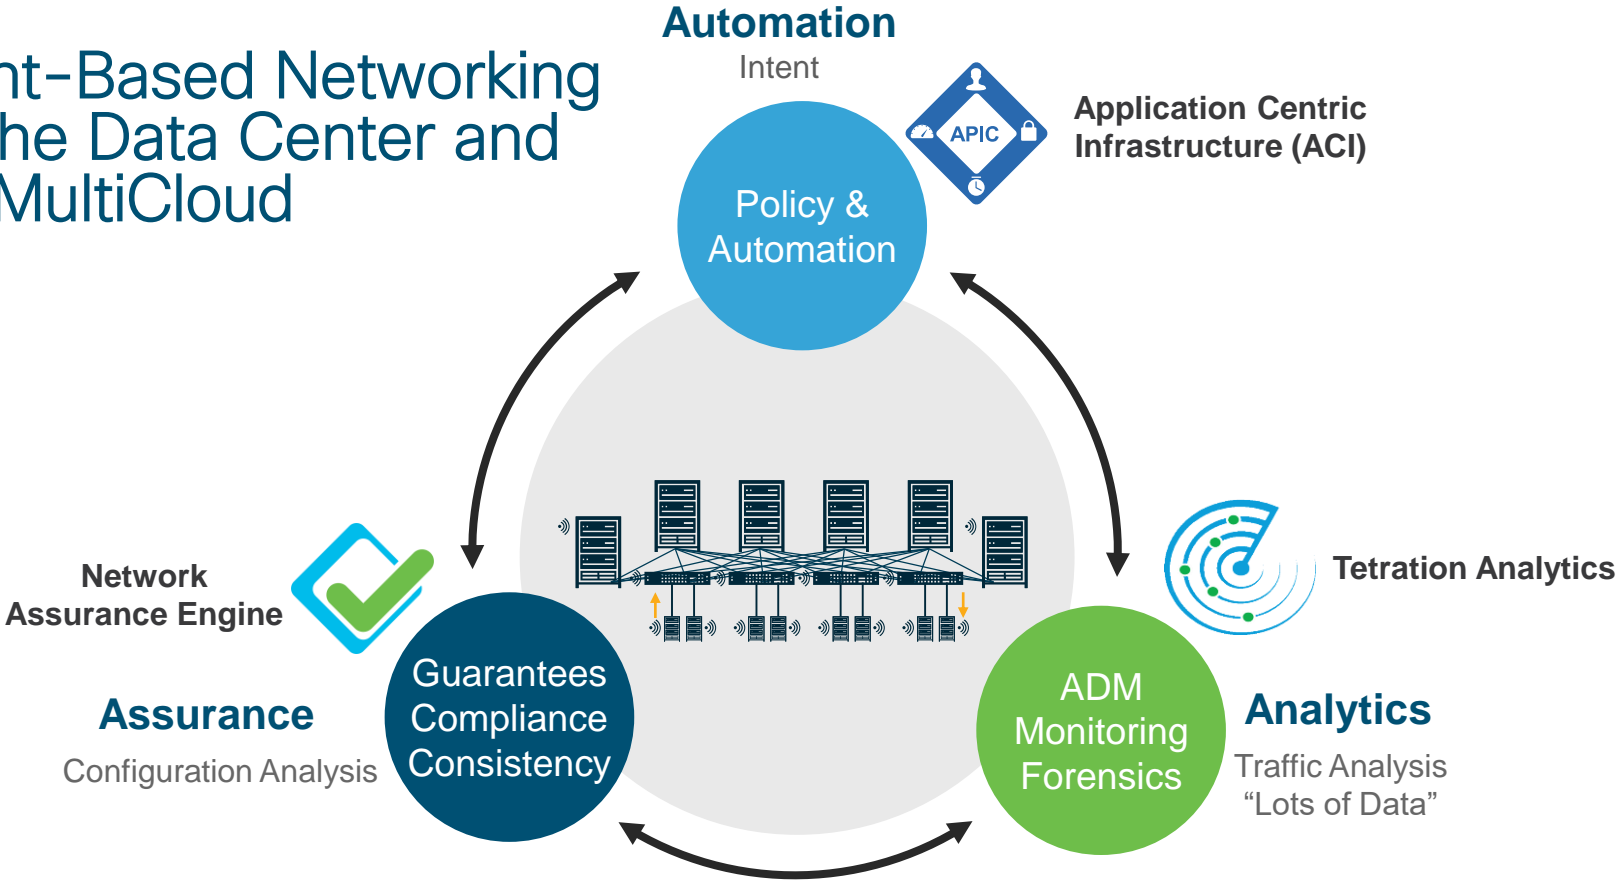 Automation
Intent
nt-Based Networking
he Data Center and
MultiCloud
APIC
Application Centric
Infrastructure (ACI)
Policy &
Automation
Network
Assurance Engine
Tetration Analytics
Guarantees
Compliance
Consistency
ADM
Monitoring
Forensics
Assurance
Configuration Analysis
Analytics
Traffic Analysis
“Lots of Data”